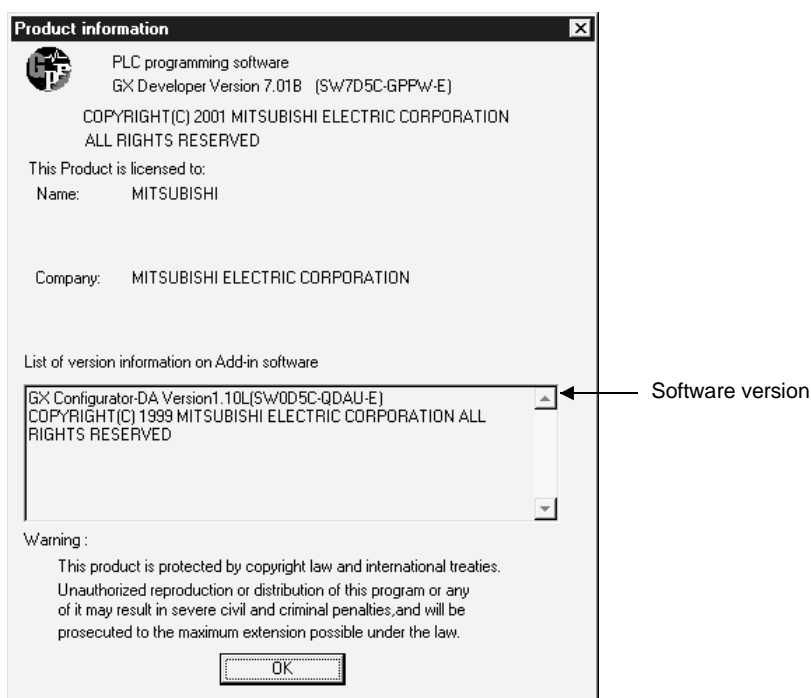 Product information
PLC programming software
GX Developer Version 7.01B (SW7D5C-GPPW-E)
COPYRIGHT(C) 2001 MITSUBISHI ELECTRIC CORPORATION
ALL RIGHTS RESERVED
This Product is licensed to:
Name: MITSUBISHI
Company: MITSUBISHI ELECTRIC CORPORATION
List of version information on Add-in software
GX Configurator-DA Version1.10L(SW0D5C-QDAU-E)
COPYRIGHT(C) 1999 MITSUBISHI ELECTRIC CORPORATION ALL
RIGHTS RESERVED
Software version
Warning :
This product is protected by copyright law and international treaties.
Unauthorized reproduction or distribution of this program or any
of it may result in severe civil and criminal penalties,and will be
prosecuted to the maximum extension possible under the law.
OK